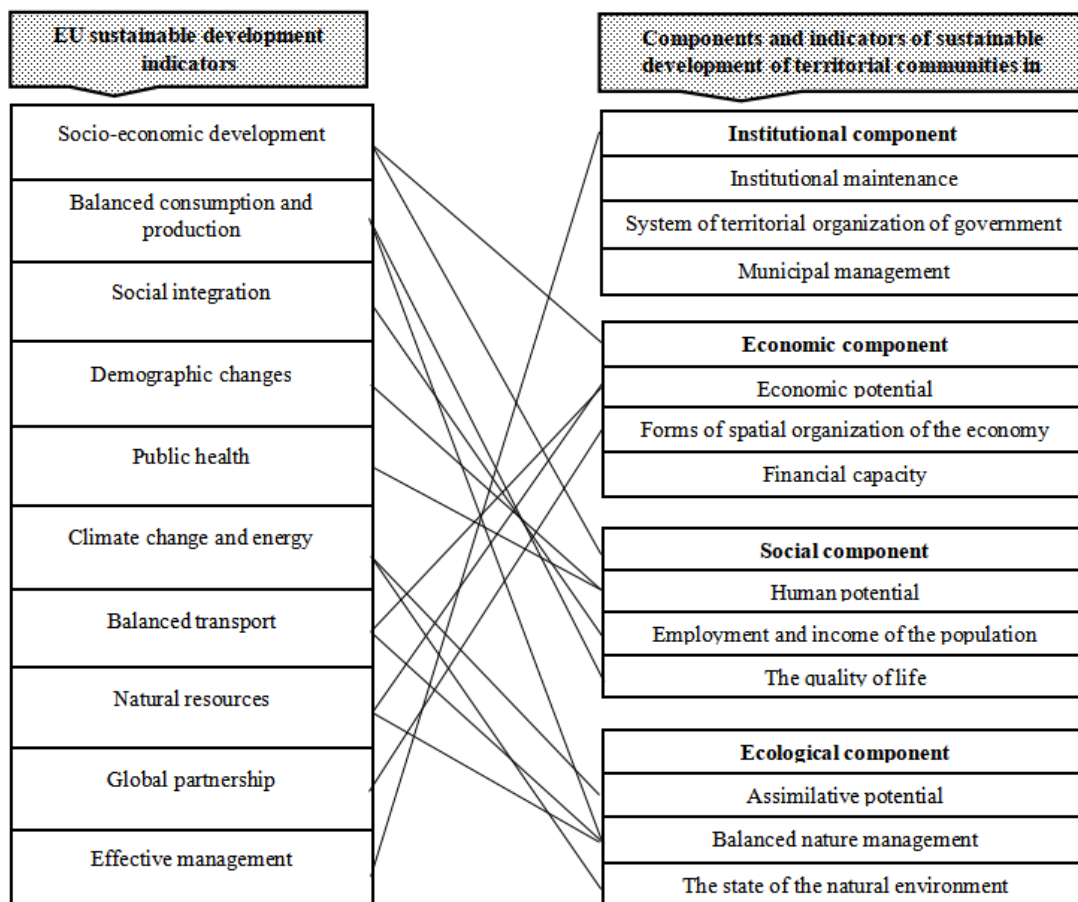 EU sustainable development
indicators
Socio-economic development
Balanced consumption and
production
Social integration
Demographic changes
Public health
Climate change and energy
Balanced transport
Natural resources
Global partnership
Effective management
Components and indicators of sustainable
development of territorial communities in
Institutional component
Institutional maintenance
System of territorial organization of government
Municipal management
Economic component
Economic potential
Forms of spatial organization of the economy
Financial capacity
Social component
Human potential
Employment and income of the population
The quality of life
Ecological component
Assimilative potential
Balanced nature management
The state of the natural environment